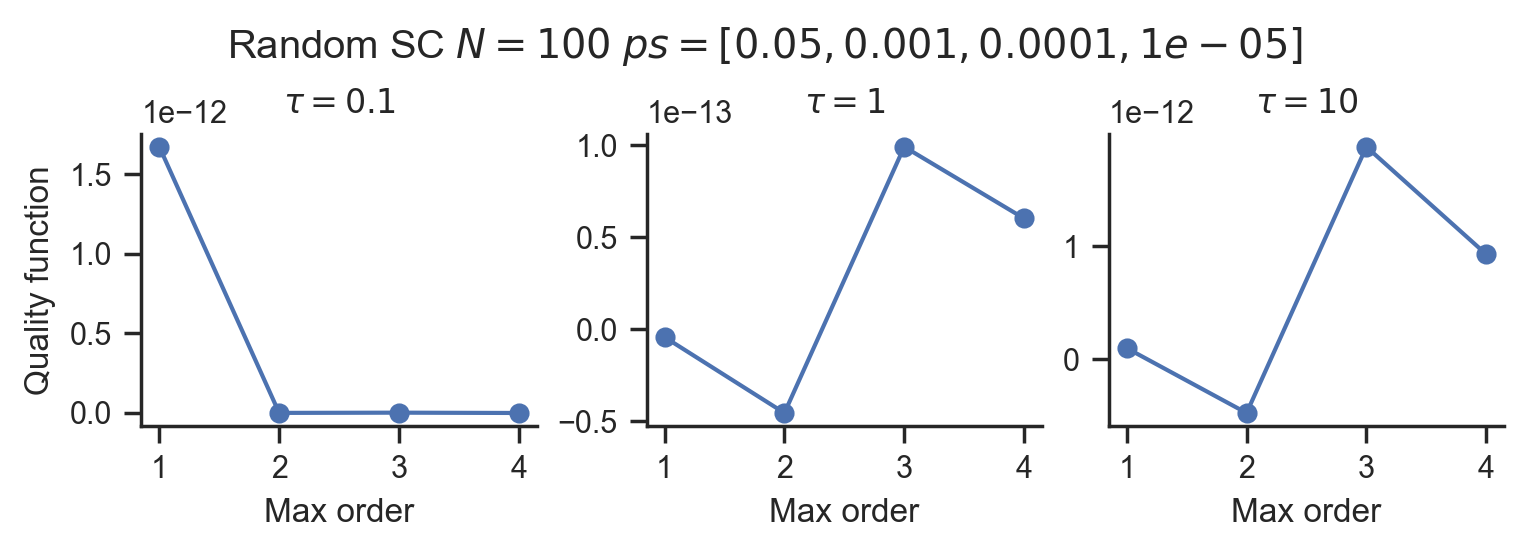 Random SC N = 100 ps = [0.05, 0.001, 0.0001, 1e − 05]
1e−12
τ = 0.1
1e−13
τ = 1
1e−12
τ = 10
Quality function
1.5
1.0
0.5
0.0
1 2 3 4
Max order
1.0
0.5
0.0
−0.5
1 2 3 4
Max order
1
0
1 2 3 4
Max order